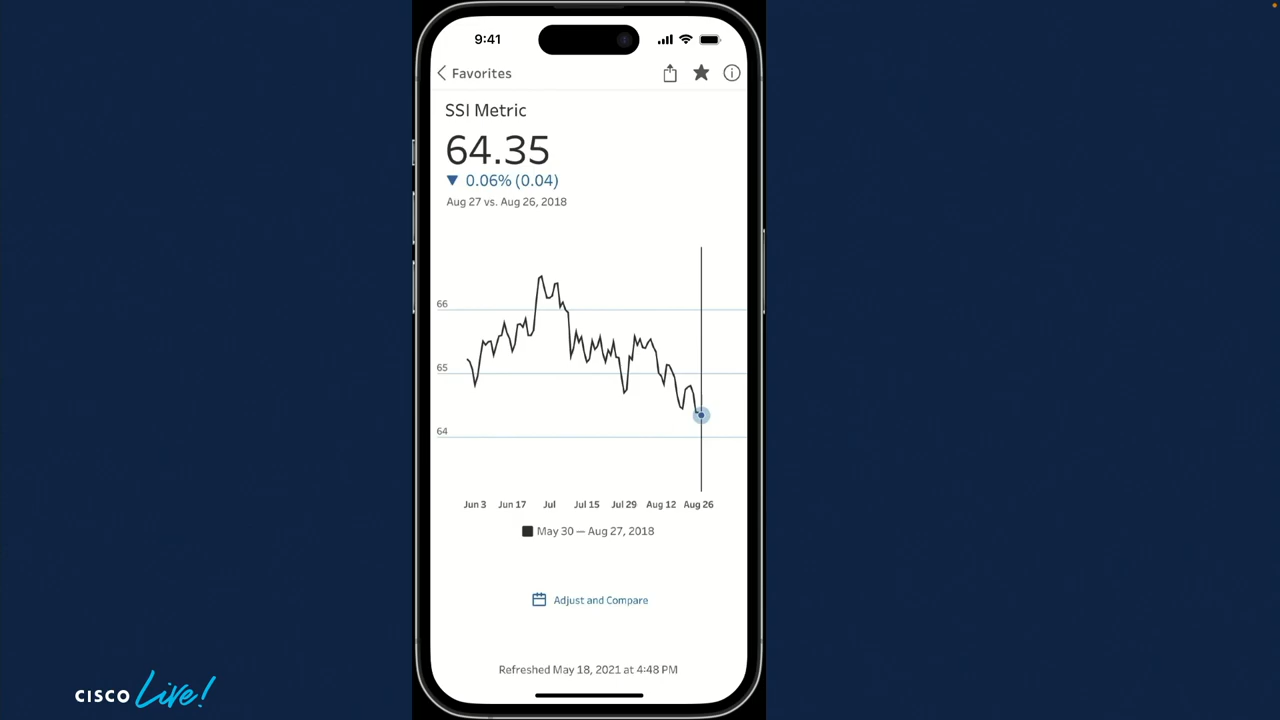 9:41
Favorites
SSI Metric
64.35
▼ 0.06% (0.04)
Aug 27 vs. Aug 26, 2018
66
65
64
Jun 3 Jun 17 Jul Jul 15 Jul 29 Aug 12 Aug 26
May 30 — Aug 27, 2018
Adjust and Compare
Refreshed May 18, 2021 at 4:48 PM
CISCO Live!